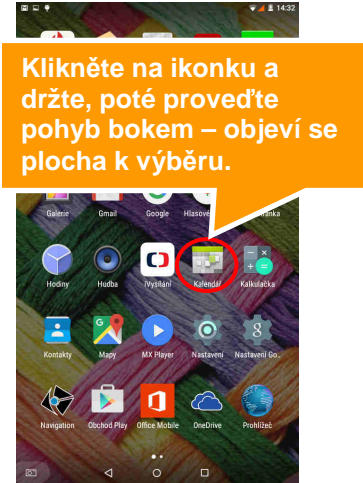 14:32
Klikněte na ikonku a
držte, poté proveďte
pohyb bokem – objeví se
plocha k výběru.
Galerie Gmail Google
Hodiny Hudba iVysílání Kalendář Kalkulačka
Kontakty Mapy MX Player Nastavení Nastavení Go..
Navigation Obchod Play Office Mobile OneDrive Prohlížeč